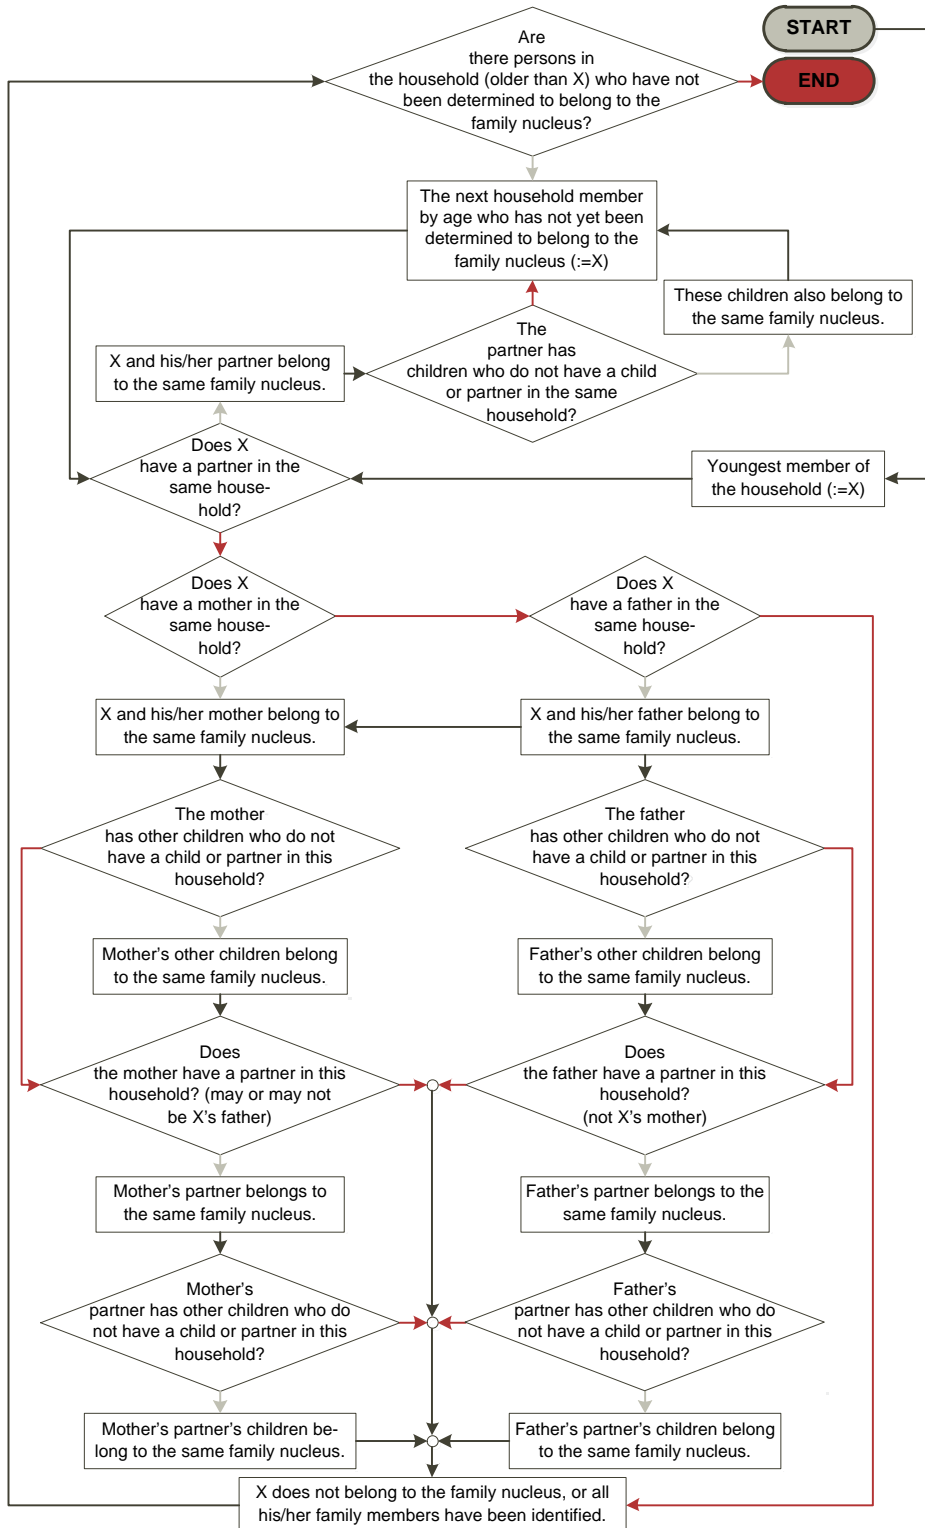 START
END
Are
there persons in
the household (older than X) who have not
been determined to belong to the
family nucleus?
The next household member
by age who has not yet been
determined to belong to the
family nucleus (:=X)
These children also belong to
the same family nucleus.
The
partner has
children who do not have a child
or partner in the same
household?
X and his/her partner belong
to the same family nucleus.
Does X
have a partner in the
same house-
hold?
Youngest member of
the household (:=X)
Does X
have a mother in the
same house-
hold?
Does X
have a father in the
same house-
hold?
X and his/her mother belong to
the same family nucleus.
X and his/her father belong to
the same family nucleus.
The mother
has other children who do not
have a child or partner in this
household?
The father
has other children who do not
have a child or partner in this
household?
Mother's other children belong
to the same family nucleus.
Father's other children belong
to the same family nucleus.
Does
the mother have a partner in this
household? (may or may not
be X's father)
Does
the father have a partner in this
household?
(not X's mother)
Mother's partner belongs to
the same family nucleus.
Father's partner belongs to the
same family nucleus.
Mother's
partner has other children who do
not have a child or partner in this
household?
Father's
partner has other children who do
not have a child or partner in this
household?
Mother's partner's children be-
long to the same family nucleus.
Father's partner's children belong
to the same family nucleus.
X does not belong to the family nucleus, or all
his/her family members have been identified.